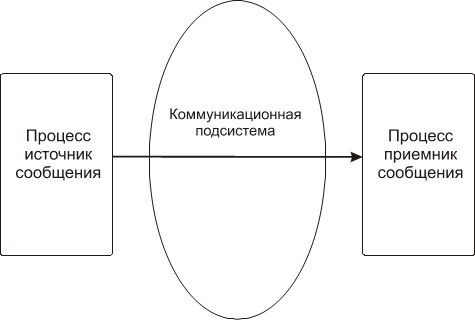 Процесс
источник
сообщения
Коммуникационная
подсистема
Процесс
приемник
сообщения